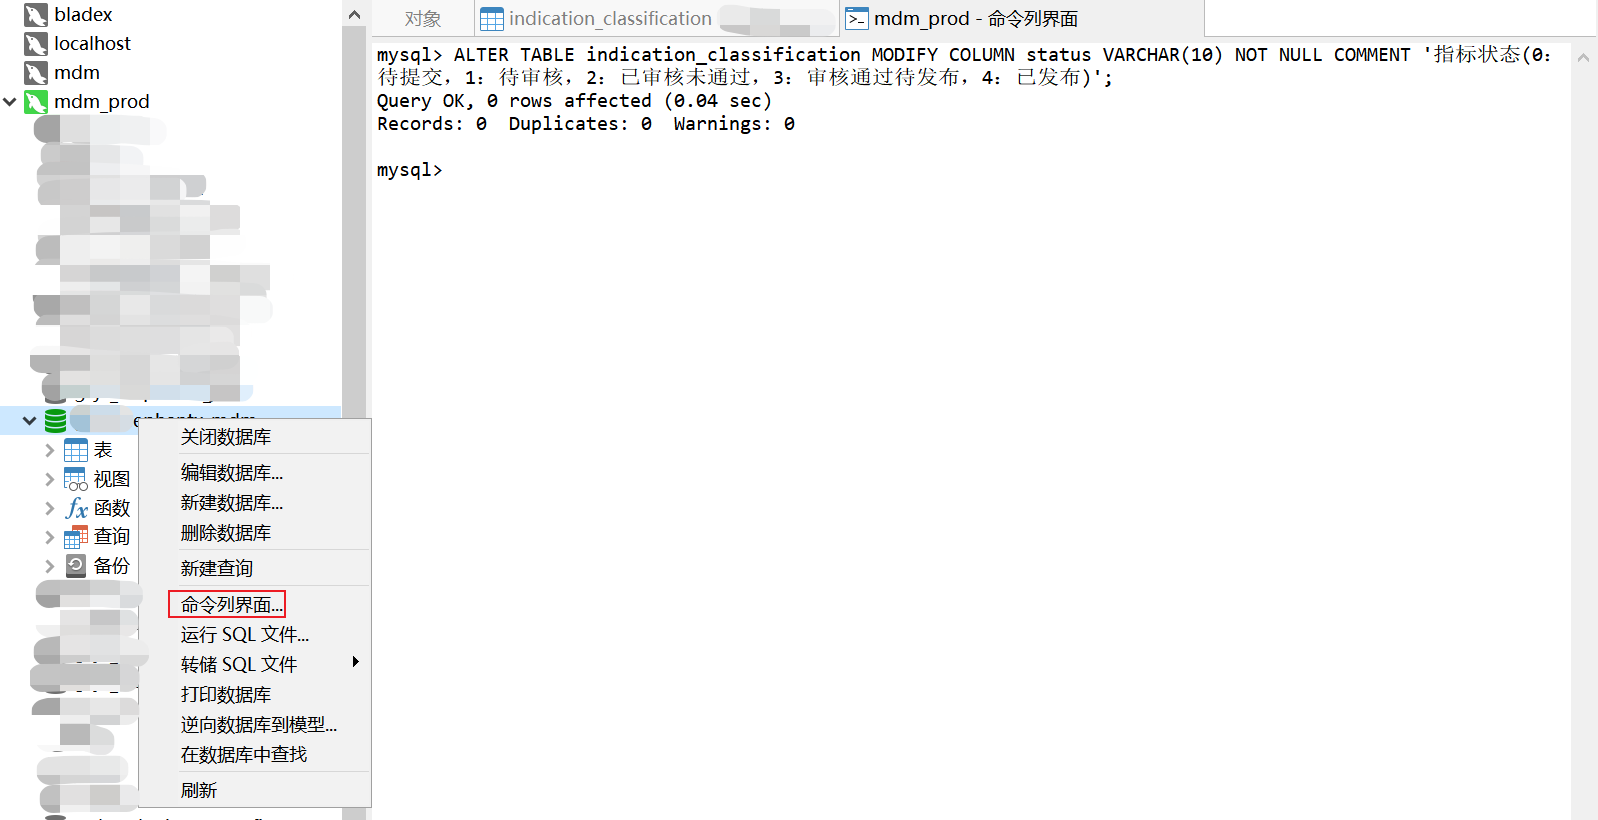 bladex
localhost
mdm
mdm_prod
表
视图
函数
查询
备份
关闭数据库
编辑数据库...
新建数据库...
删除数据库
新建查询
命令列界面...
运行 SQL 文件...
转储 SQL 文件
打印数据库
逆向数据库到模型...
在数据库中查找
刷新
对象
indication_classification
mdm_prod - 命令列界面
mysql> ALTER TABLE indication_classification MODIFY COLUMN status VARCHAR(10) NOT NULL COMMENT '指标状态(0：
待提交，1：待审核，2：已审核未通过，3：审核通过待发布，4：已发布)';
Query OK, 0 rows affected (0.04 sec)
Records: 0  Duplicates: 0  Warnings: 0
mysql>